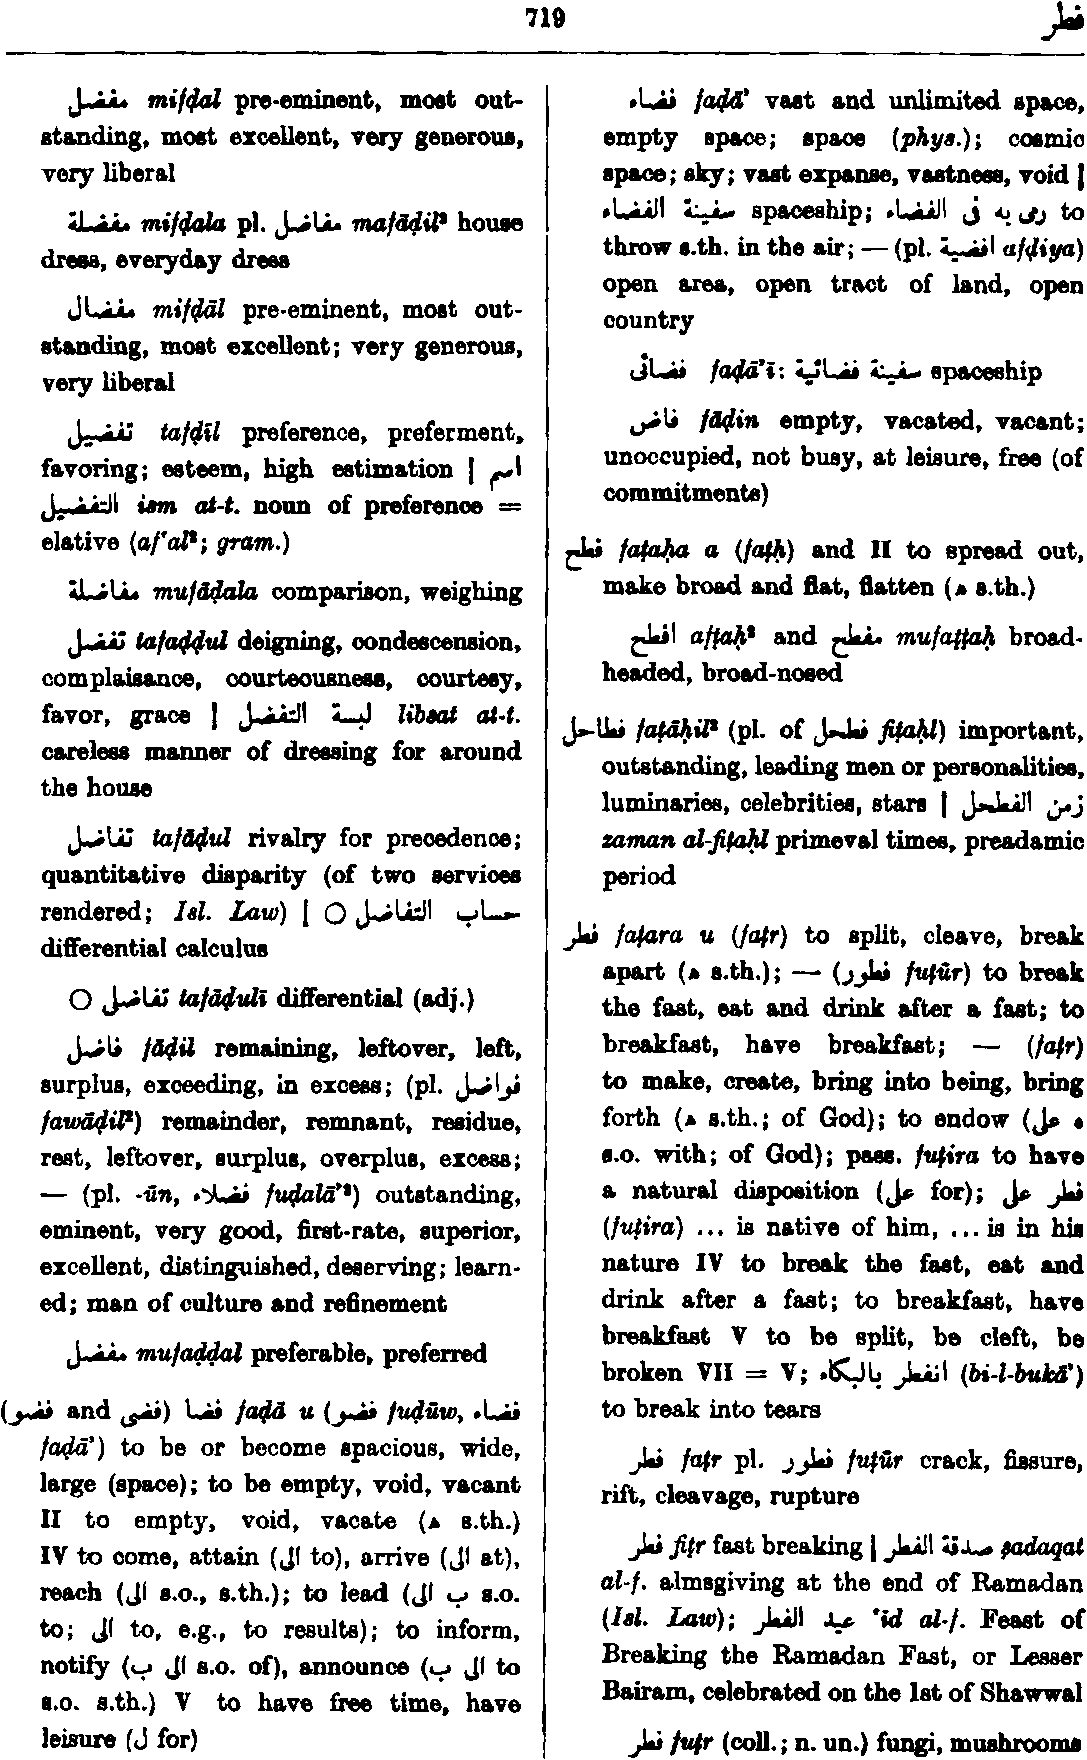 719
فطر
مفضل mifḍal pre-eminent, most out-
standing, most excellent, very generous,
very liberal
مفضلة mifḍala pl. مفاضل mafāḍil² house
dress, everyday dress
مفضال mifḍāl pre-eminent, most out-
standing, most excellent; very generous,
very liberal
تفضيل tafḍīl preference, preferment,
favoring; esteem, high estimation | اسم
التفضيل ism at-t. noun of preference =
elative (af‘al²; gram.)
مفاضلة mufāḍala comparison, weighing
تفضل tafaḍḍul deigning, condescension,
complaisance, courteousness, courtesy,
favor, grace | لبسة التفضل libsat at-t.
careless manner of dressing for around
the house
تفاضل tafāḍul rivalry for precedence;
quantitative disparity (of two services
rendered; Isl. Law) | ○ حساب التفاضل
differential calculus
○ تفاضل tafāḍulī differential (adj.)
فاضل fāḍil remaining, leftover, left,
surplus, exceeding, in excess; (pl. فواضل
fawāḍil²) remainder, remnant, residue,
rest, leftover, surplus, overplus, excess;
— (pl. -ūn, فضلاء fuḍalā’²) outstanding,
eminent, very good, first-rate, superior,
excellent, distinguished, deserving; learn-
ed; man of culture and refinement
مفضل mufaḍḍal preferable, preferred
(فضو and فضى) فضا faḍā u (فضو fuḍūw, فضاء
faḍā’) to be or become spacious, wide,
large (space); to be empty, void, vacant
II to empty, void, vacate (ه s.th.)
IV to come, attain (الى to), arrive (الى at),
reach (الى s.o., s.th.); to lead (ب الى s.o.
to; الى to, e.g., to results); to inform,
notify (ب الى s.o. of), announce (ب الى to
s.o. s.th.) V to have free time, have
leisure (ل for)
فضاء faḍā’ vast and unlimited space,
empty space; space (phys.); cosmic
space; sky; vast expanse, vastness, void |
سفينة الفضاء spaceship; رمى به فى الفضاء to
throw s.th. in the air; — (pl. افضية afḍiya)
open area, open tract of land, open
country
فضائى faḍā’ī: سفينة فضائية spaceship
فاض fāḍin empty, vacated, vacant;
unoccupied, not busy, at leisure, free (of
commitments)
فطح faṭaḥa a (faṭḥ) and II to spread out,
make broad and flat, flatten (ه s.th.)
افطح afṭaḥ² and مفطح mufaṭṭaḥ broad-
headed, broad-nosed
فطاحل faṭāḥil² (pl. of فطحل fiṭaḥl) important,
outstanding, leading men or personalities,
luminaries, celebrities, stars | زمن الفطحل
zaman al-fiṭaḥl primeval times, preadamic
period
فطر faṭara u (faṭr) to split, cleave, break
apart (ه s.th.); — (فطور fuṭūr) to break
the fast, eat and drink after a fast; to
breakfast, have breakfast; — (faṭr)
to make, create, bring into being, bring
forth (ه s.th.; of God); to endow (ه على
s.o. with; of God); pass. fuṭira to have
a natural disposition (على for); فطر على
(fuṭira) ... is native of him, ... is in his
nature IV to break the fast, eat and
drink after a fast; to breakfast, have
breakfast V to be split, be cleft, be
broken VII = V; انفطر بالبكاء (bi-l-bukā’)
to break into tears
فطر faṭr pl. فطور fuṭūr crack, fissure,
rift, cleavage, rupture
فطر fiṭr fast breaking | صدقة الفطر ṣadaqat
al-f. almsgiving at the end of Ramadan
(Isl. Law); عيد الفطر ‘īd al-f. Feast of
Breaking the Ramadan Fast, or Lesser
Bairam, celebrated on the 1st of Shawwal
فطر fuṭr (coll.; n. un.) fungi, mushrooms